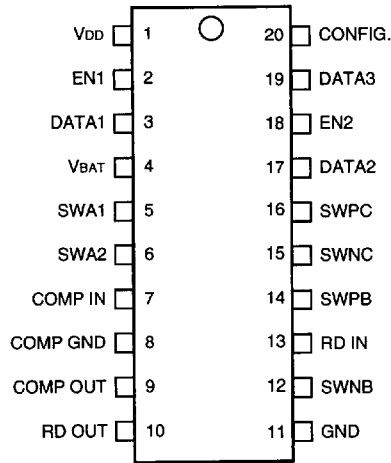 VDD 1 20 CONFIG.
EN1 2 19 DATA3
DATA1 3 18 EN2
VBAT 4 17 DATA2
SWA1 5 16 SWPC
SWA2 6 15 SWNC
COMP IN 7 14 SWPB
COMP GND 8 13 RD IN
COMP OUT 9 12 SWNB
RD OUT 10 11 GND